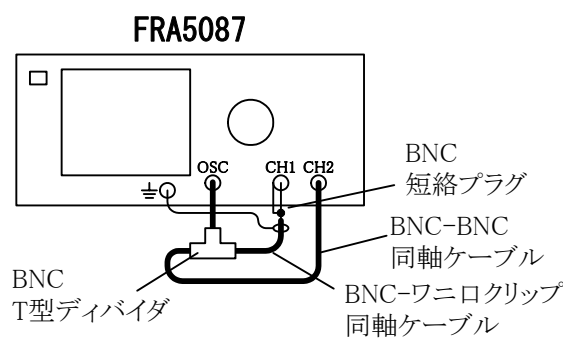 FRA5087
OSC
CH1
CH2
BNC
短絡プラグ
BNC-BNC
同軸ケーブル
BNC
T型ディバイダ
BNC-ワニ口クリップ
同軸ケーブル